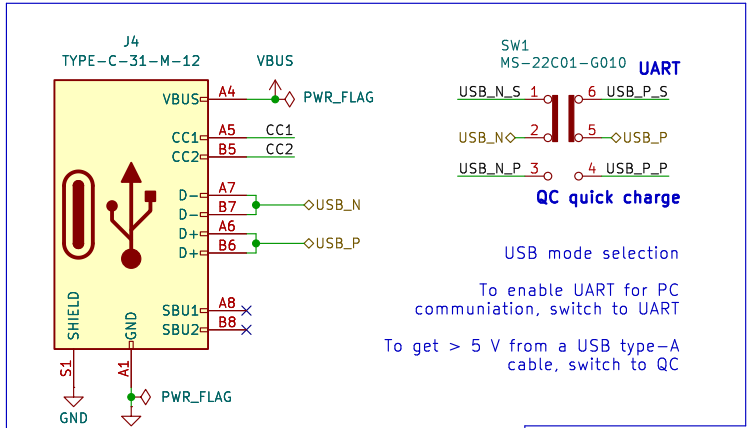 J4
TYPE-C-31-M-12
VBUS
VBUS
A4
PWR_FLAG
CC1
A5
CC1
CC2
B5
CC2
D-
A7
D-
B7
USB_N
D+
A6
D+
B6
USB_P
SBU1
A8
SBU2
B8
SHIELD
GND
S1
A1
PWR_FLAG
GND
SW1
MS-22C01-G010
UART
USB_N_S
1
6
USB_P_S
USB_N
2
5
USB_P
USB_N_P
3
4
USB_P_P
QC quick charge
USB mode selection
To enable UART for PC
communiation, switch to UART
To get > 5 V from a USB type-A
cable, switch to QC